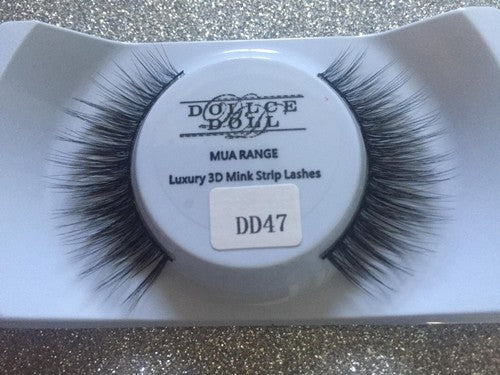 DOLLCE
DOLL
MUA RANGE
Luxury 3D Mink Strip Lashes
DD47